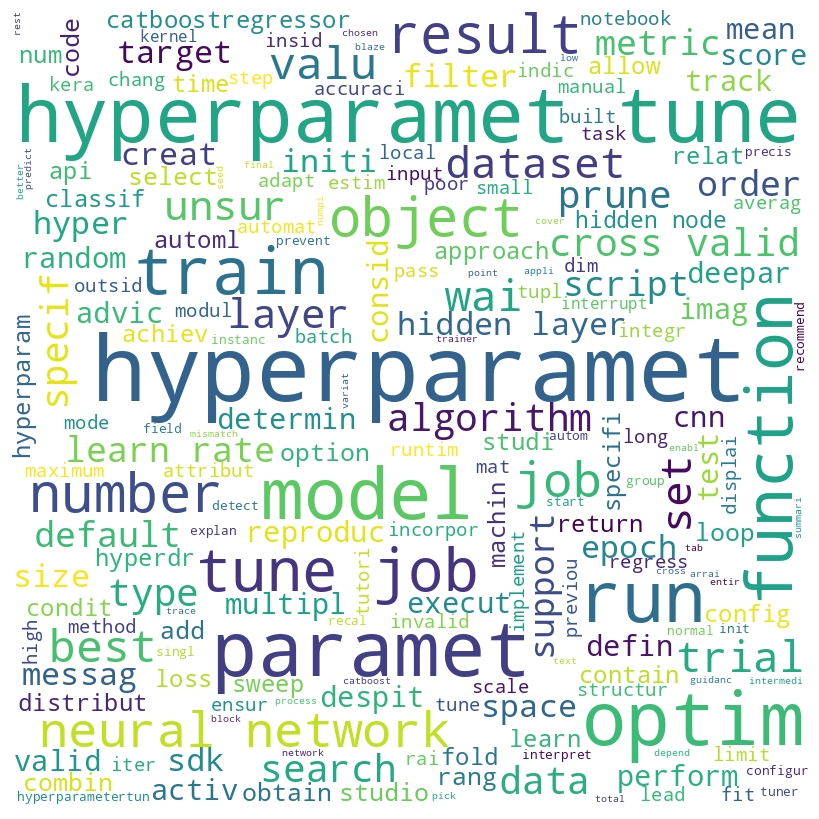 rest
catboostregressor
kernel
code
num
target
kera
chang
time
step
insid
chosen
blaze
result
valu
accuraci
filter
low
indic
notebook
metric
allow
manual
mean
score
track
hyperparamet tune
built
task
precis
better
predict
api
creat
select
final
seed
initi
local
input
dataset
relat
order
classif
hyper
random
unsur
automl
automat
adapt
estim
numpi
poor
small
prune
averag
hidden node
object
prevent
cover
approach
cross valid
outsid
train
consid
pass
point
appli
dim
wai
tupl
script
deepar
interrupt
imag
specif
advic
modul
layer
hidden layer
integr
achiev
instanc
batch
trainer
recommend
hyperparam
hyperparamet
function
variat
mode
field
determin
algorithm
cnn
learn rate
mismatch
option
studi
autom
long
specifi
test
displai
maximum
attribut
runtim
mat
group
enabl
number
detect
model
machin
job
start
set
summari
default
explan
reproduc
incorpor
return
epoch
loop
hyperdr
implement
support
previou
regress
tab
size
type
tune job
tutori
cross
arrai
entir
condit
trace
multipl
invalid
execut
run
config
high
method
add
recal
normal
init
best
singl
paramet
defin
trial
messag
loss
sweep
catboost
text
guidanc
intermedi
contain
distribut
ensur
process
despit
tune
scale
space
structur
block
neural network
optim
network
interpret
depend
learn
valid
iter
sdk
search
rai
fold
limit
combin
rang
data
perform
configur
activ
obtain
studio
pick
lead
fit
tuner
hyperparametertun
total